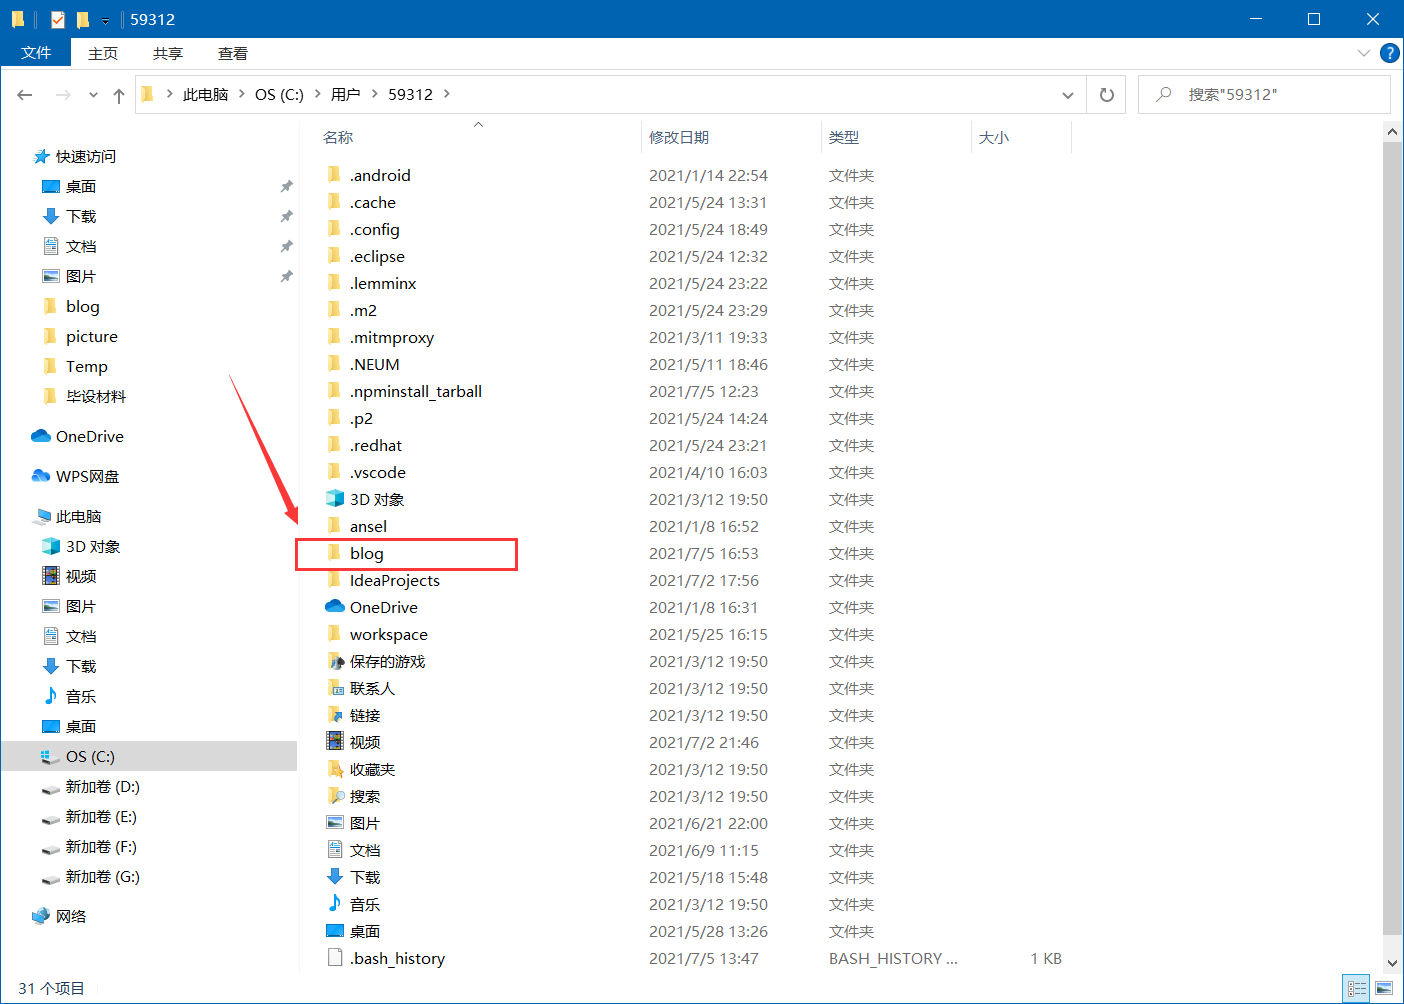 59312
文件 主页 共享 查看
此电脑 OS (C:) 用户 59312
搜索"59312"
快速访问
桌面
下载
文档
图片
blog
picture
Temp
毕设材料
OneDrive
WPS网盘
此电脑
3D 对象
视频
图片
文档
下载
音乐
桌面
OS (C:)
新加卷 (D:)
新加卷 (E:)
新加卷 (F:)
新加卷 (G:)
网络
名称 修改日期 类型 大小
.android 2021/1/14 22:54 文件夹
.cache 2021/5/24 13:31 文件夹
.config 2021/5/24 18:49 文件夹
.eclipse 2021/5/24 12:32 文件夹
.lemminx 2021/5/24 23:22 文件夹
.m2 2021/5/24 23:29 文件夹
.mitmproxy 2021/3/11 19:33 文件夹
.NEUM 2021/5/11 18:46 文件夹
.npminstall_tarball 2021/7/5 12:23 文件夹
.p2 2021/5/24 14:24 文件夹
.redhat 2021/5/24 23:21 文件夹
.vscode 2021/4/10 16:03 文件夹
3D 对象 2021/3/12 19:50 文件夹
ansel 2021/1/8 16:52 文件夹
blog 2021/7/5 16:53 文件夹
IdeaProjects 2021/7/2 17:56 文件夹
OneDrive 2021/1/8 16:31 文件夹
workspace 2021/5/25 16:15 文件夹
保存的游戏 2021/3/12 19:50 文件夹
联系人 2021/3/12 19:50 文件夹
链接 2021/3/12 19:50 文件夹
视频 2021/7/2 21:46 文件夹
收藏夹 2021/3/12 19:50 文件夹
搜索 2021/3/12 19:50 文件夹
图片 2021/6/21 22:00 文件夹
文档 2021/6/9 11:15 文件夹
下载 2021/5/18 15:48 文件夹
音乐 2021/3/12 19:50 文件夹
桌面 2021/5/28 13:26 文件夹
.bash_history 2021/7/5 13:47 BASH_HISTORY ... 1 KB
31 个项目